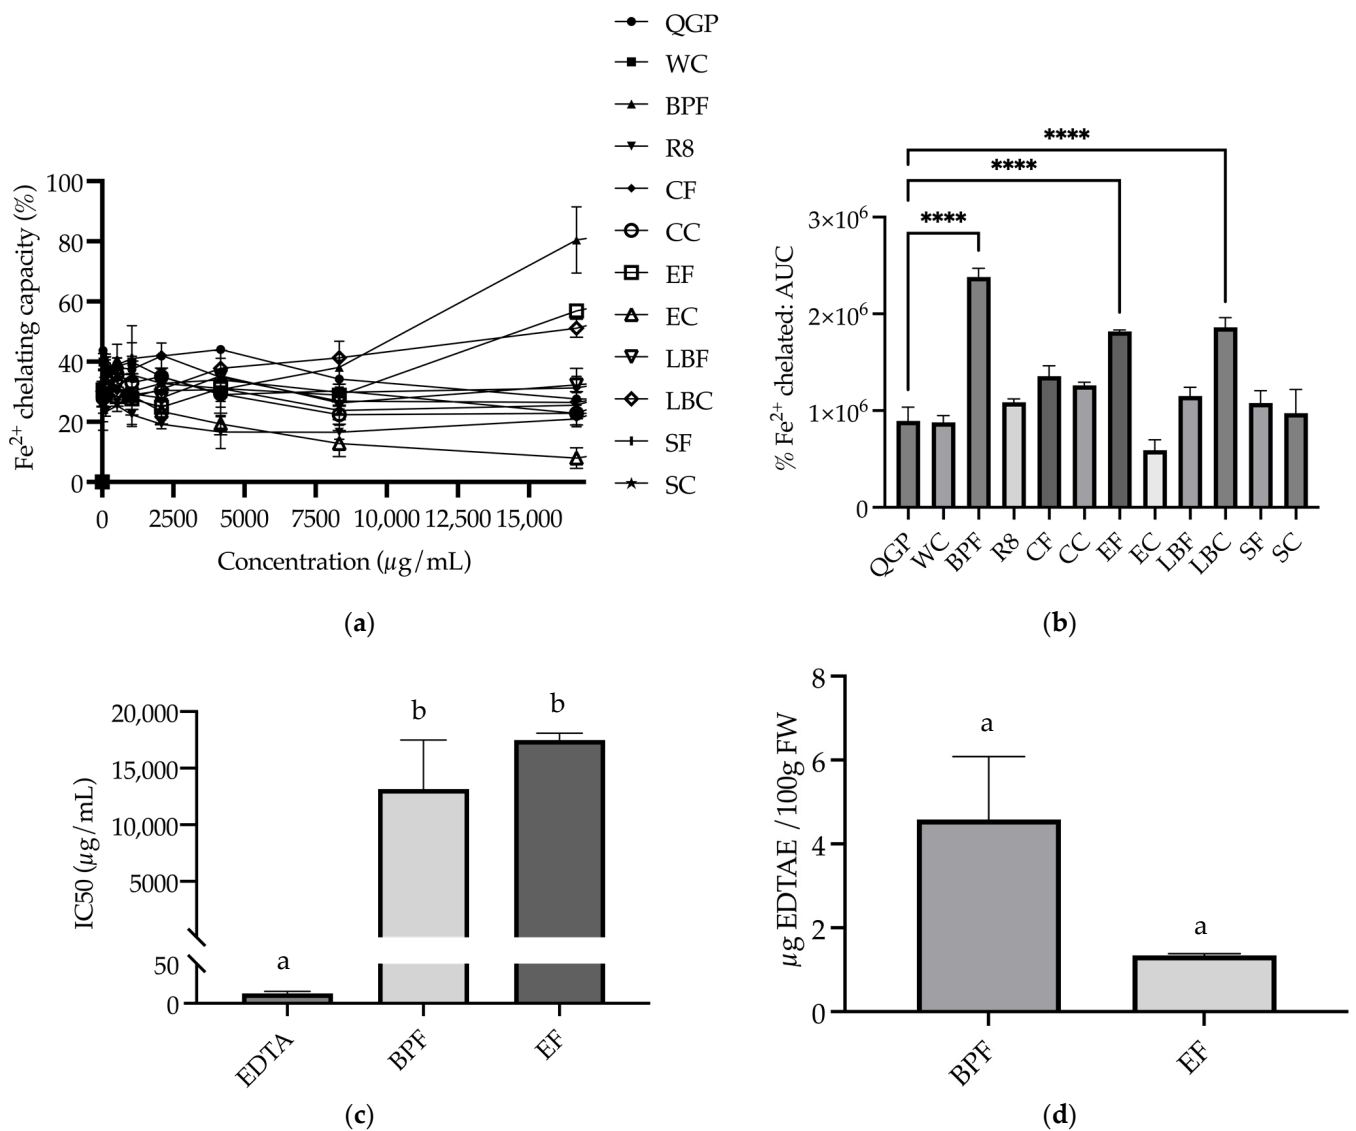 QGP
WC
BPF
R8
CF
CC
EF
EC
LBF
LBC
SF
SC
Fe2+ chelating capacity (%)
100
80
60
40
20
0
0 2500 5000 7500 10,000 12,500 15,000
Concentration (µg/mL)
(a)
****
****
****
% Fe2+ chelated: AUC
3×10⁶
2×10⁶
1×10⁶
0
QGP WC BPF R8 CF CC EF EC LBF LBC SF SC
(b)
IC50 (µg/mL)
20,000
15,000
10,000
5000
50
0
a b b
EDTA BPF EF
(c)
µg EDTAE /100g FW
8
6
4
2
0
a a
BPF EF
(d)